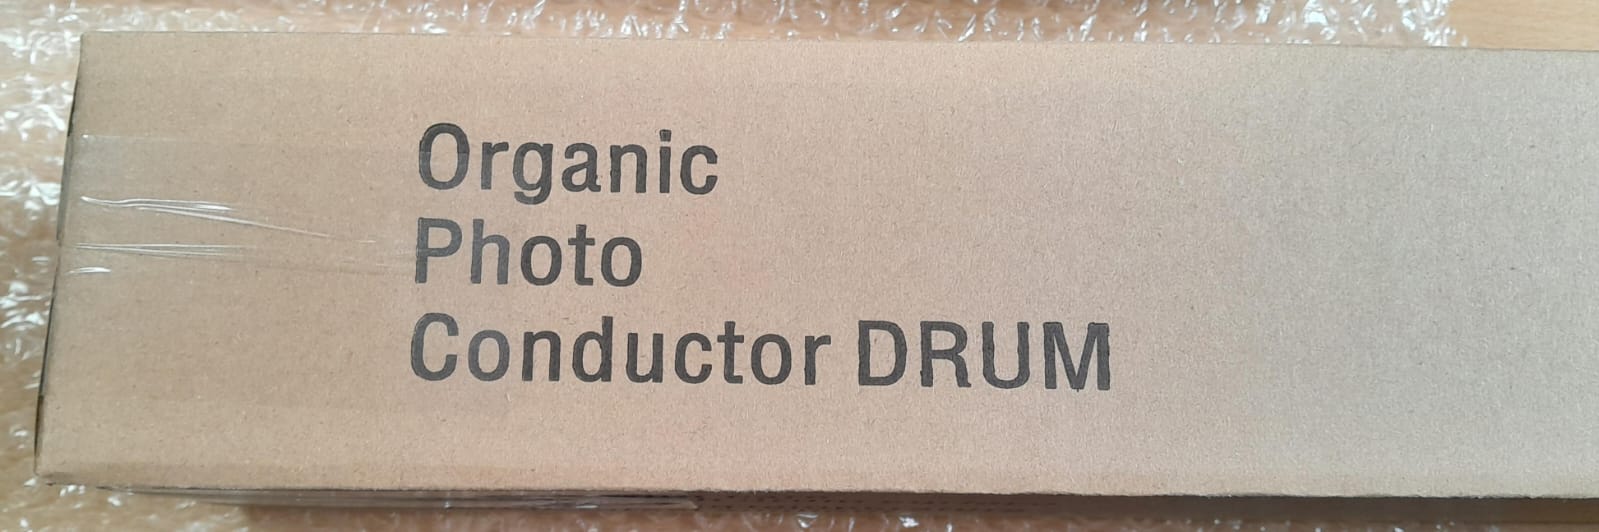 Organic
Photo
Conductor DRUM